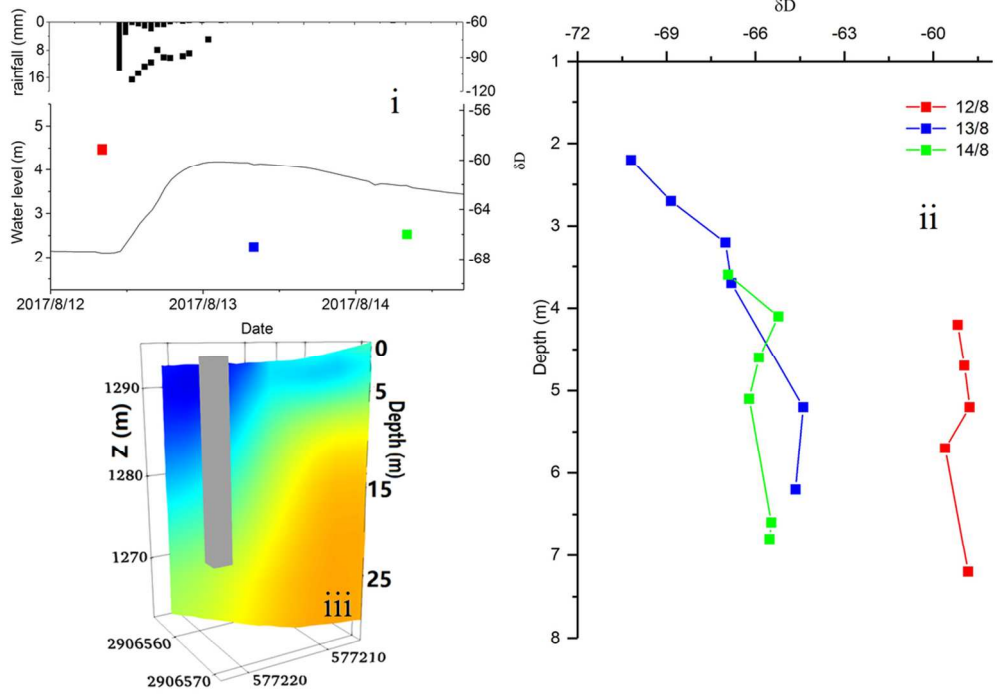 0
8
16
rainfall (mm)
-60
-90
-120
i
5
4
3
2
Water level (m)
-56
-60
-64
-68
δD
2017/8/12 2017/8/13 2017/8/14
Date
δD
-72 -69 -66 -63 -60
1
2
3
4
5
6
7
8
Depth (m)
12/8
13/8
14/8
ii
1290
1280
1270
Z (m)
0
5
15
25
Depth (m)
iii
2906560
2906570
577220
577210